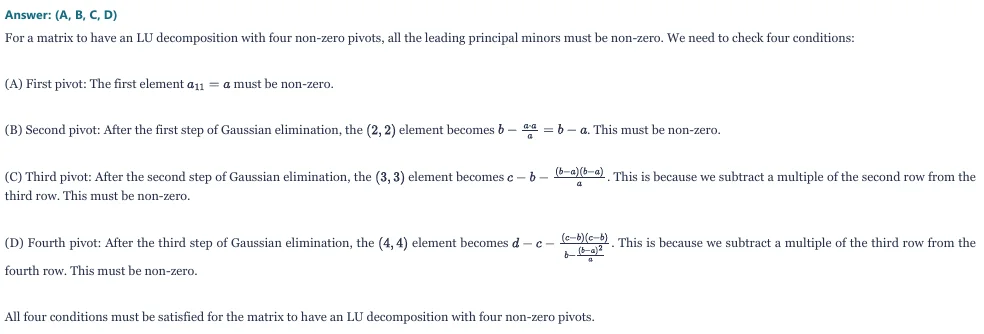 Answer: (A, B, C, D)
For a matrix to have an LU decomposition with four non-zero pivots, all the leading principal minors must be non-zero. We need to check four conditions:
(A) First pivot: The first element $a_{11} = a$ must be non-zero.
(B) Second pivot: After the first step of Gaussian elimination, the $(2, 2)$ element becomes $b - \frac{a \cdot a}{a} = b - a$. This must be non-zero.
(C) Third pivot: After the second step of Gaussian elimination, the $(3, 3)$ element becomes $c - b - \frac{(b-a)(b-a)}{a}$. This is because we subtract a multiple of the second row from the
third row. This must be non-zero.
(D) Fourth pivot: After the third step of Gaussian elimination, the $(4, 4)$ element becomes $d - c - \frac{(c-b)(c-b)}{b - \frac{(b-a)^2}{a}}$. This is because we subtract a multiple of the third row from the
fourth row. This must be non-zero.
All four conditions must be satisfied for the matrix to have an LU decomposition with four non-zero pivots.